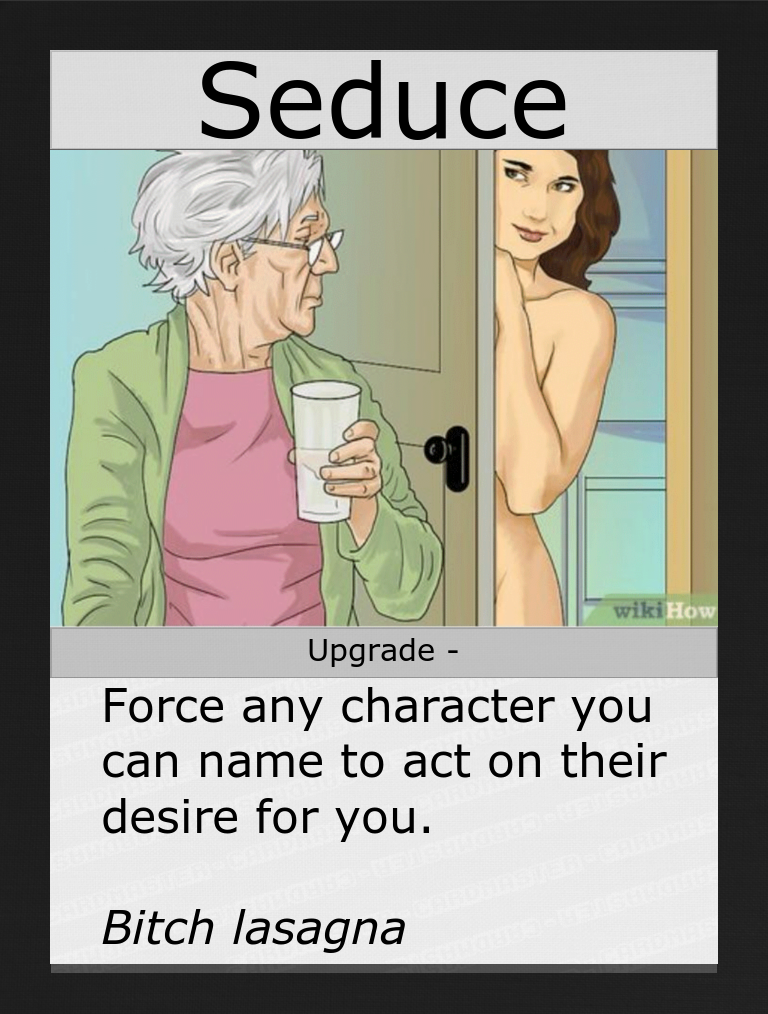 Seduce
wikiHow
Upgrade -
Force any character you
can name to act on their
desire for you.
Bitch lasagna